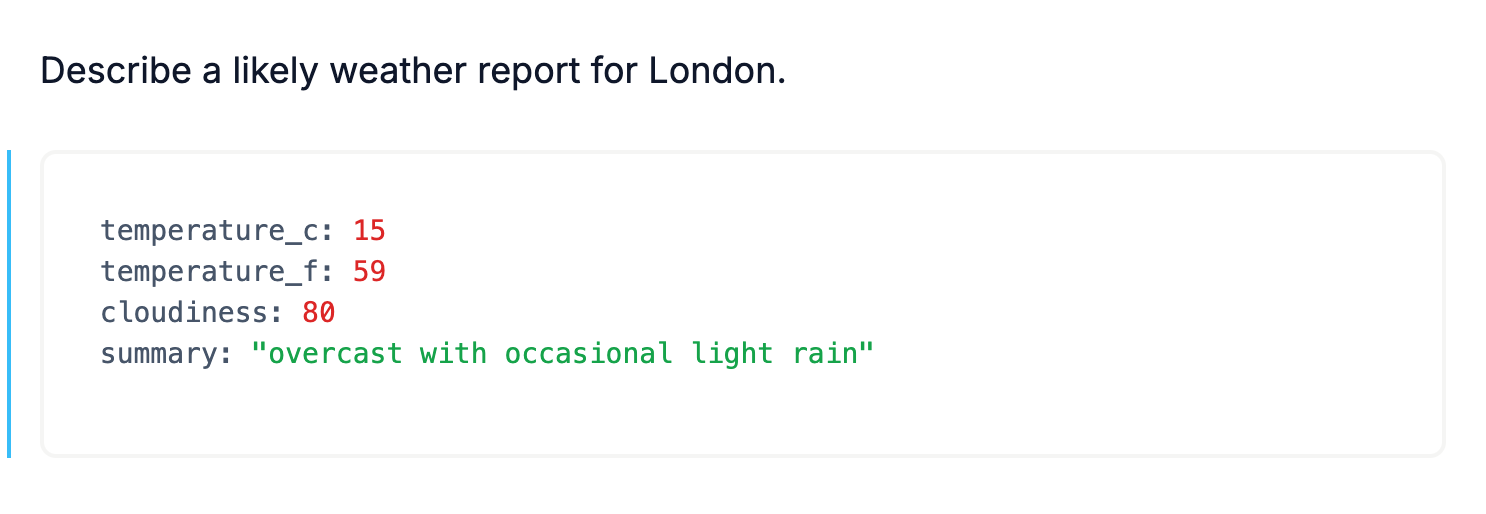 Describe a likely weather report for London.
temperature_c: 15
temperature_f: 59
cloudiness: 80
summary: "overcast with occasional light rain"